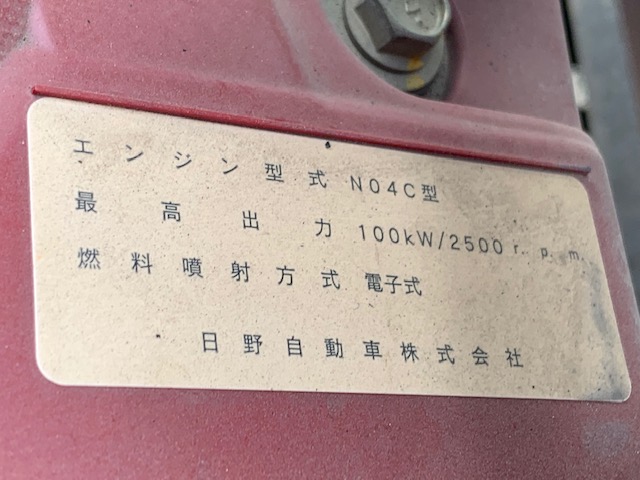 エンジン型式 N04C型
最高出力 100kW/2500r.p.m.
燃料噴射方式 電子式
日野自動車株式会社